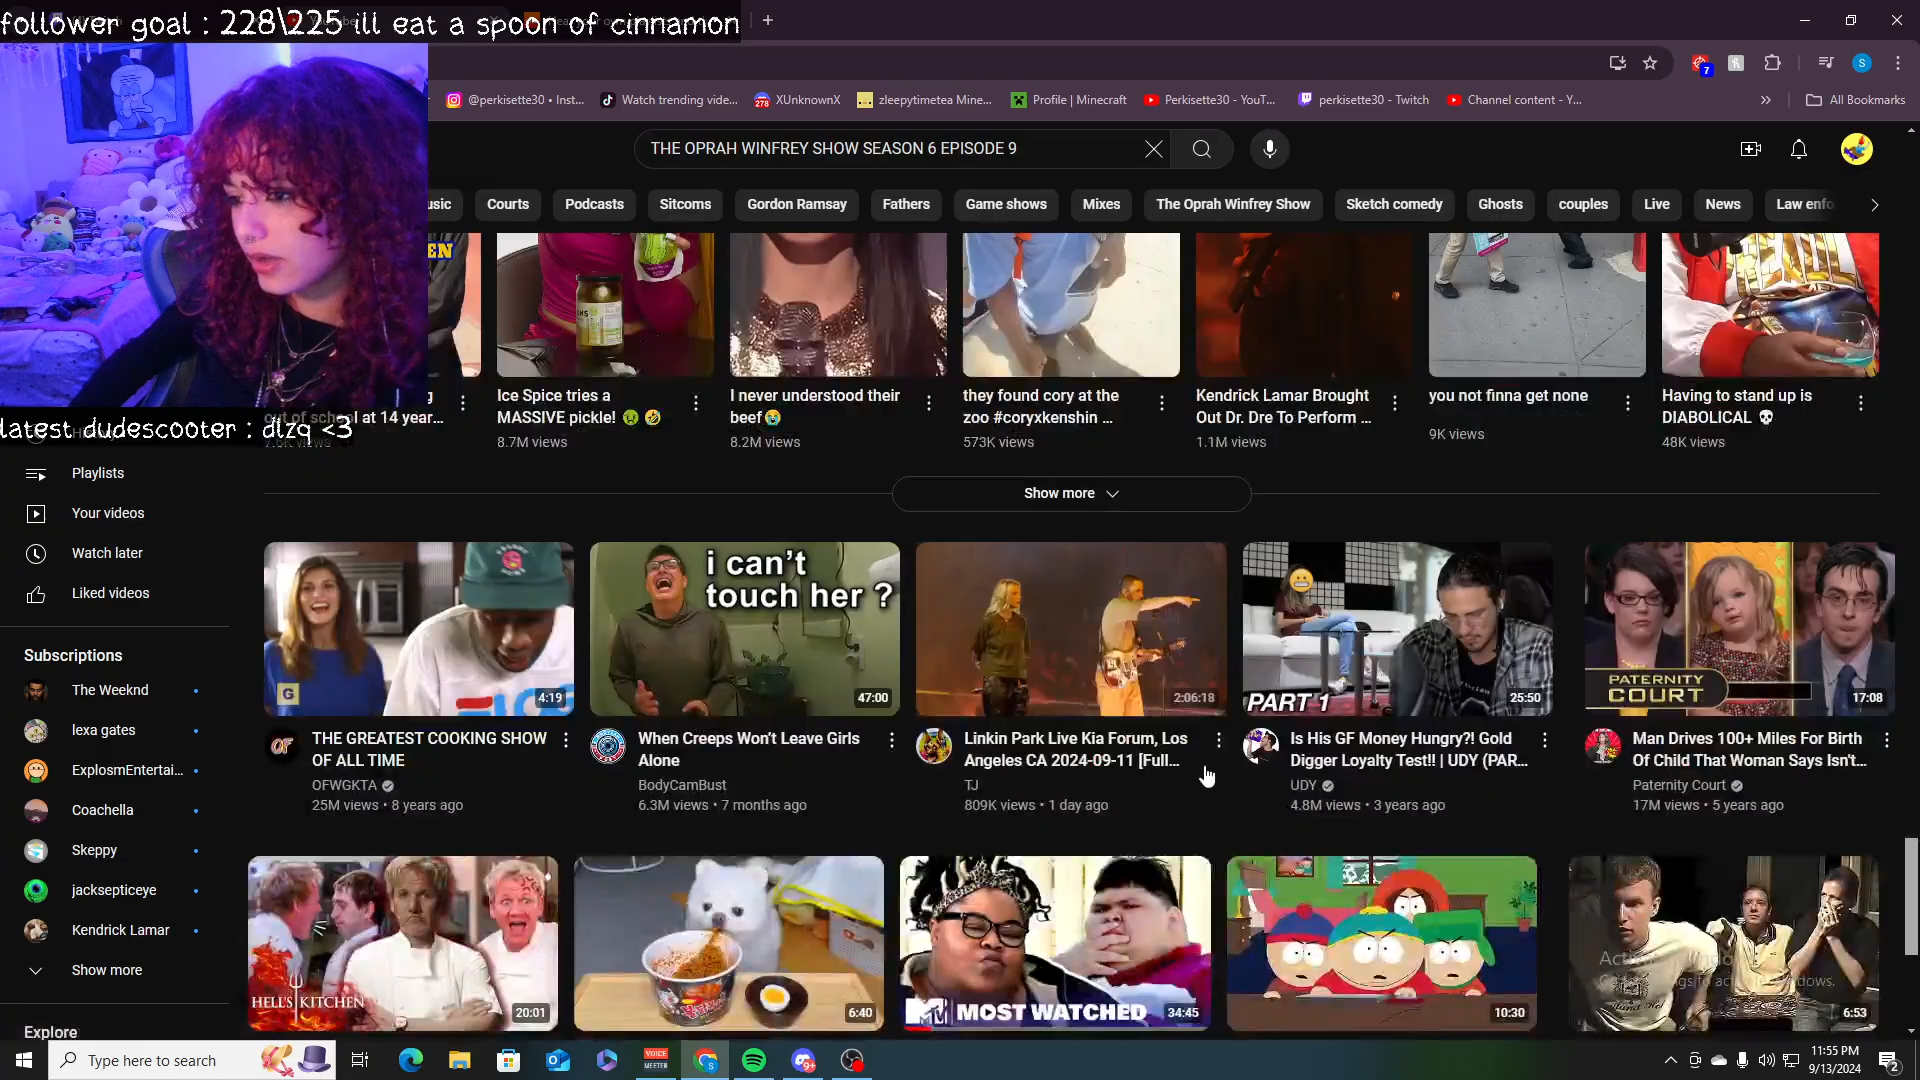 follower goal : 228\225 ill eat a spoon of cinnamon
@perkisette30 • Inst...
Watch trending vide...
XUnknownX
zleepytimetea Mine...
Profile | Minecraft
Perkisette30 - YouT...
perkisette30 - Twitch
Channel content - Y...
All Bookmarks
THE OPRAH WINFREY SHOW SEASON 6 EPISODE 9
Courts
Podcasts
Sitcoms
Gordon Ramsay
Fathers
Game shows
Mixes
The Oprah Winfrey Show
Sketch comedy
Ghosts
couples
Live
News
Law enfo
out of school at 14 year...
Ice Spice tries a
MASSIVE pickle! 🤢 🤣
8.7M views
I never understood their
beef😭
8.2M views
they found cory at the
zoo #coryxkenshin ...
573K views
Kendrick Lamar Brought
Out Dr. Dre To Perform ...
1.1M views
you not finna get none
9K views
Having to stand up is
DIABOLICAL 💀
48K views
latest dudescooter : dlzq <3
Playlists
Your videos
Watch later
Liked videos
Subscriptions
The Weeknd
lexa gates
ExplosmEntertai...
Coachella
Skeppy
jacksepticeye
Kendrick Lamar
Show more
Explore
Show more
G
4:19
THE GREATEST COOKING SHOW
OF ALL TIME
OFWGKTA
25M views • 8 years ago
i can't
touch her ?
47:00
When Creeps Won't Leave Girls
Alone
BodyCamBust
6.3M views • 7 months ago
2:06:18
Linkin Park Live Kia Forum, Los
Angeles CA 2024-09-11 [Full...
TJ
809K views • 1 day ago
PART 1
25:50
Is His GF Money Hungry?! Gold
Digger Loyalty Test!! | UDY (PAR...
UDY
4.8M views • 3 years ago
PATERNITY
COURT
17:08
Man Drives 100+ Miles For Birth
Of Child That Woman Says Isn't...
Paternity Court
17M views • 5 years ago
HELL'S KITCHEN
20:01
6:40
MTV MOST WATCHED
34:45
10:30
6:53
Type here to search
11:55 PM
9/13/2024